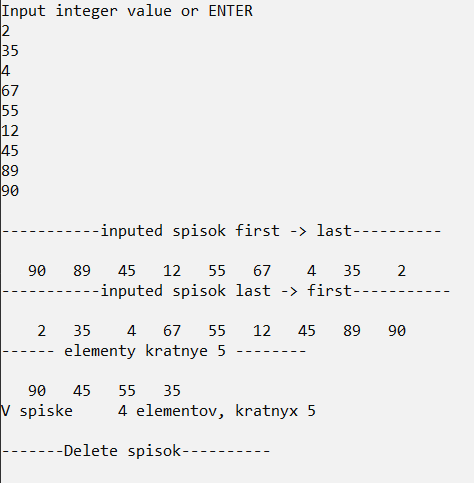 Input integer value or ENTER
2
35
4
67
55
12
45
89
90
-----------inputed spisok first -> last----------
90 89 45 12 55 67 4 35 2
-----------inputed spisok last -> first-----------
2 35 4 67 55 12 45 89 90
------ elementy kratnye 5 --------
90 45 55 35
V spiske 4 elementov, kratnyx 5
-------Delete spisok----------